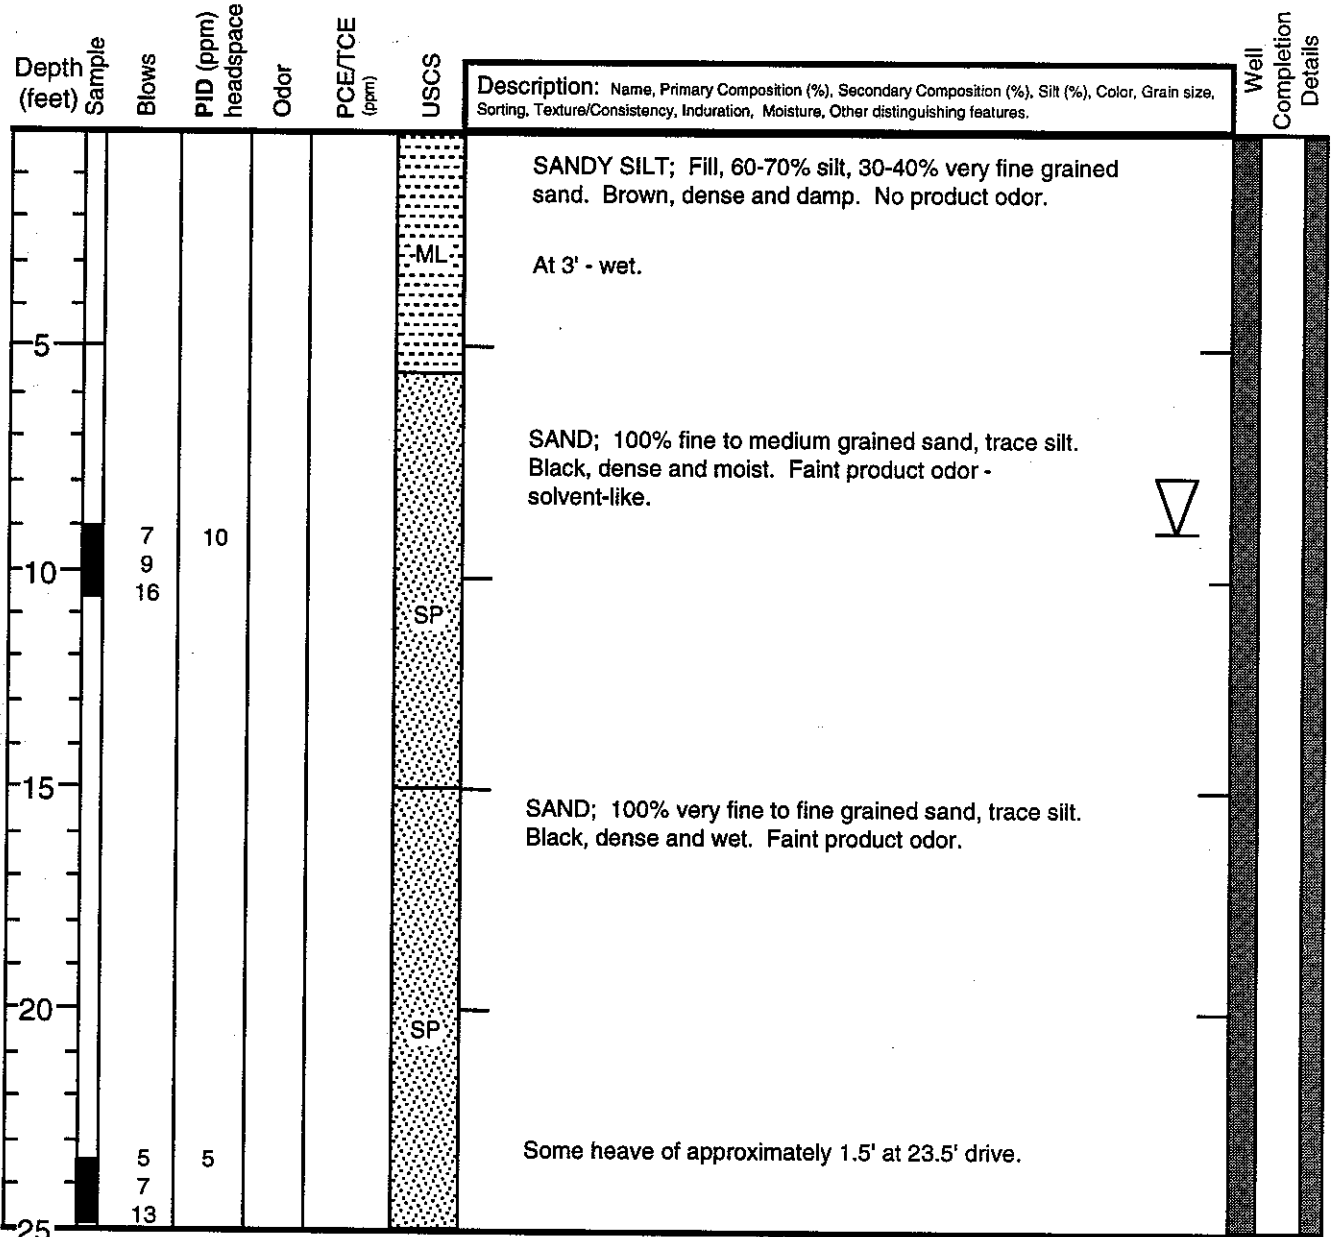 Depth
(feet)
Sample
Blows
PID (ppm)
headspace
Odor
PCE/TCE
(ppm)
USCS
Description: Name, Primary Composition (%), Secondary Composition (%), Silt (%), Color, Grain size,
Sorting, Texture/Consistency, Induration, Moisture, Other distinguishing features.
Well
Completion
Details
SANDY SILT; Fill, 60-70% silt, 30-40% very fine grained
sand. Brown, dense and damp. No product odor.
ML
At 3' - wet.
5
SAND; 100% fine to medium grained sand, trace silt.
Black, dense and moist. Faint product odor -
solvent-like.
7 10
9
10
16
SP
15
SAND; 100% very fine to fine grained sand, trace silt.
Black, dense and wet. Faint product odor.
20
SP
Some heave of approximately 1.5' at 23.5' drive.
5 5
7
13
25